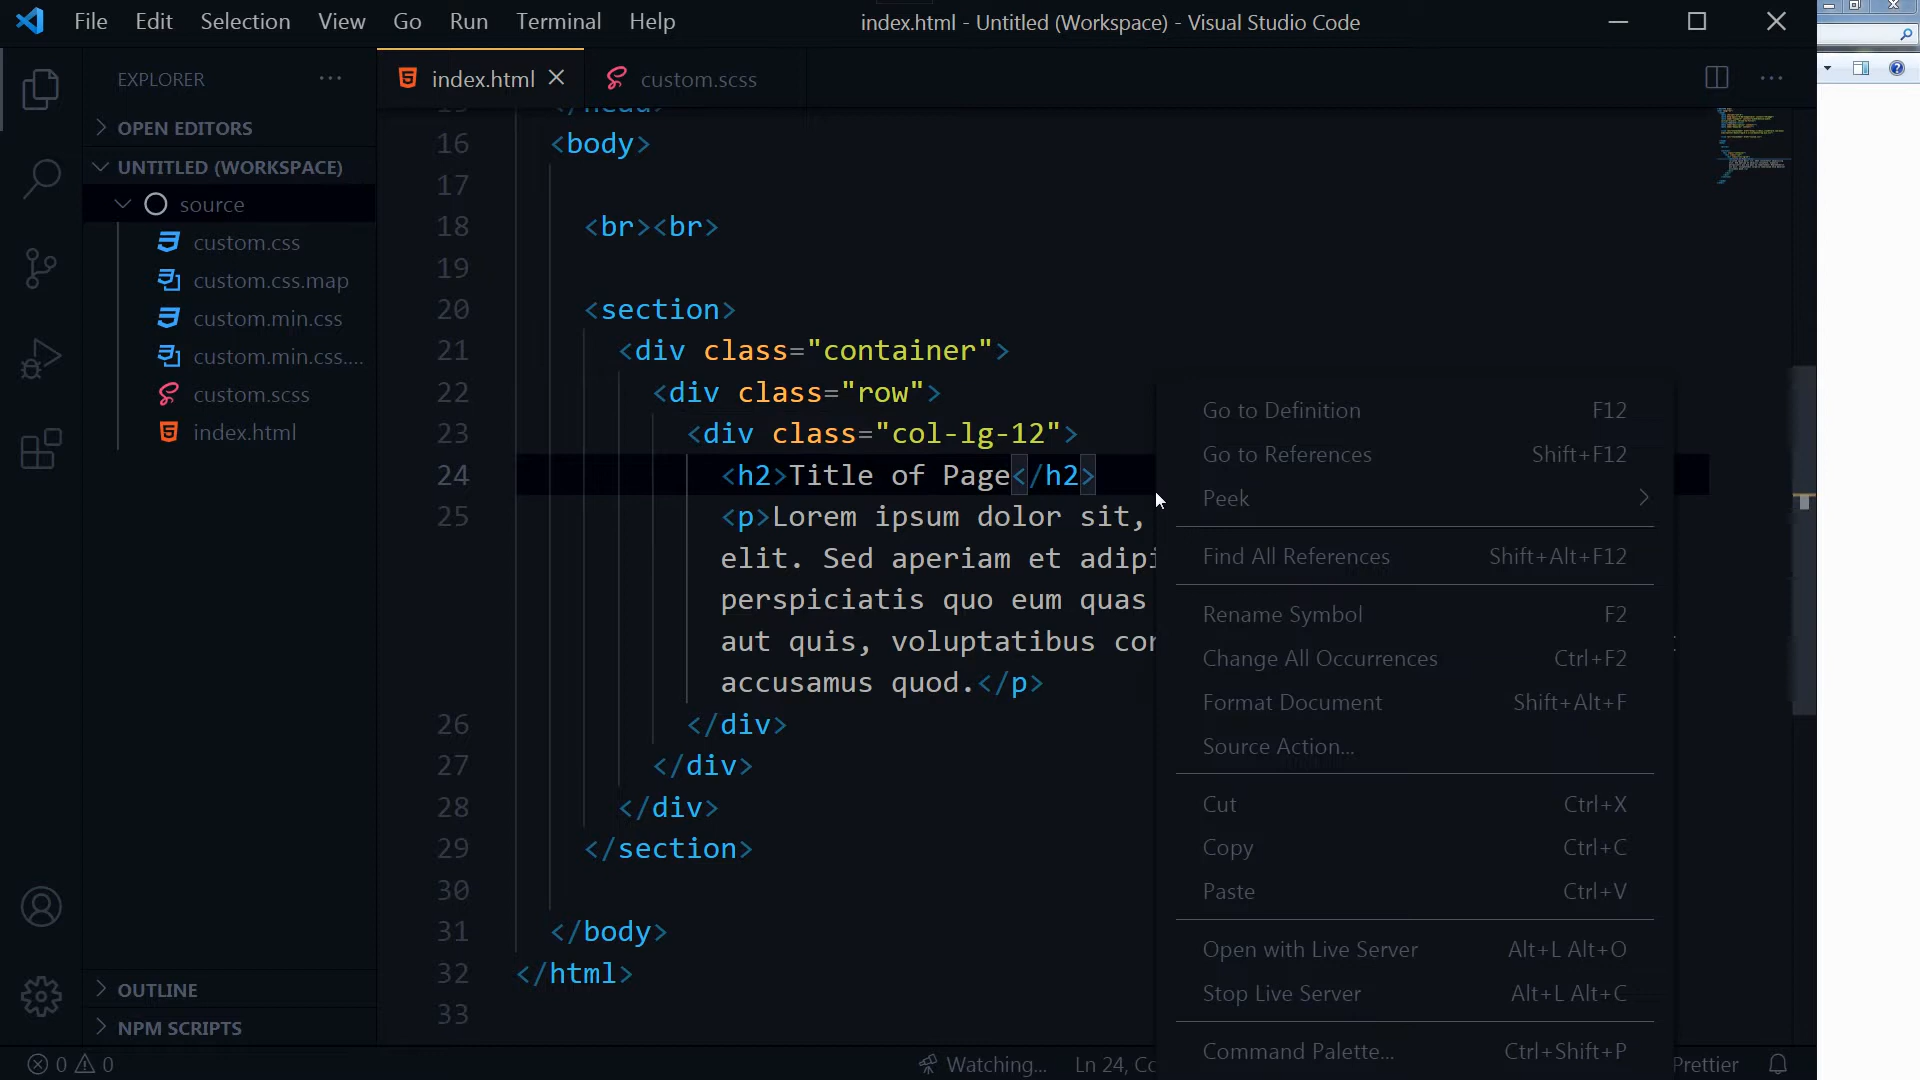 File Edit Selection View Go Run Terminal Help
index.html - Untitled (Workspace) - Visual Studio Code
EXPLORER
OPEN EDITORS
UNTITLED (WORKSPACE)
source
custom.css
custom.css.map
custom.min.css
custom.min.css....
custom.scss
index.html
OUTLINE
NPM SCRIPTS
index.html custom.scss
16 <body>
17
18 <br><br>
19
20 <section>
21 <div class="container">
22 <div class="row">
23 <div class="col-lg-12">
24 <h2>Title of Page</h2>
25 <p>Lorem ipsum dolor sit,
elit. Sed aperiam et
perspiciatis quo eum quas
aut quis, voluptatibus
accusamus quod.</p>
26 </div>
27 </div>
28 </div>
29 </section>
30
31 </body>
32 </html>
33
Go to Definition F12
Go to References Shift+F12
Peek
Find All References Shift+Alt+F12
Rename Symbol F2
Change All Occurrences Ctrl+F2
Format Document Shift+Alt+F
Source Action...
Cut Ctrl+X
Copy Ctrl+C
Paste Ctrl+V
Open with Live Server Alt+L Alt+O
Stop Live Server Alt+L Alt+C
Command Palette... Ctrl+Shift+P
0 0 Watching... Ln 24, Prettier